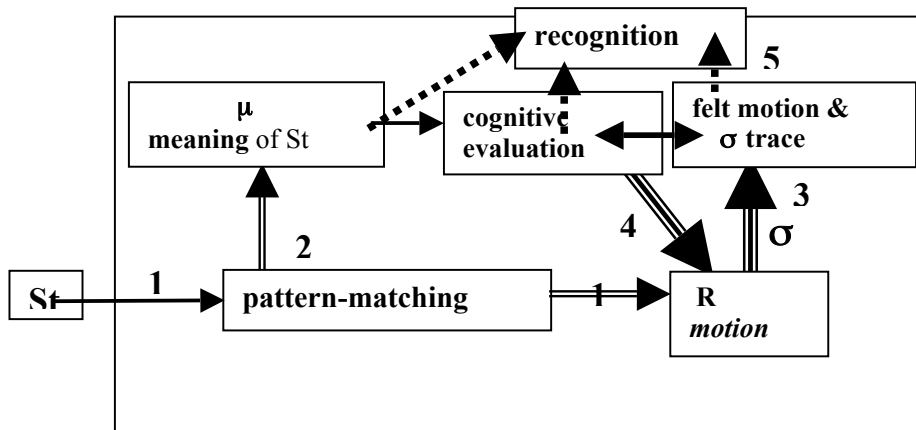 recognition
5
μ
meaning of St
cognitive
evaluation
felt motion &
σ trace
3
σ
4
2
1
St
pattern-matching
1
R
motion